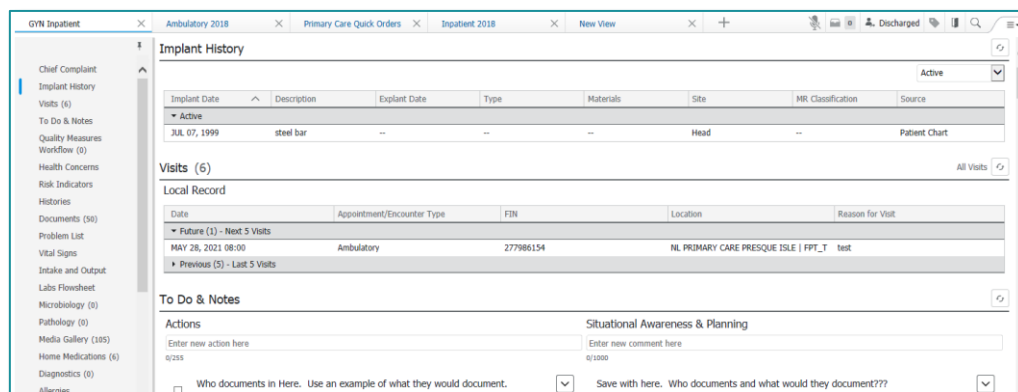 GYN Inpatient
Ambulatory 2018
Primary Care Quick Orders
Inpatient 2018
New View
0
Discharged
Chief Complaint
Implant History
Visits (6)
To Do & Notes
Quality Measures
Workflow (0)
Health Concerns
Risk Indicators
Histories
Documents (50)
Problem List
Vital Signs
Intake and Output
Labs Flowsheet
Microbiology (0)
Pathology (0)
Media Gallery (105)
Home Medications (6)
Diagnostics (0)
Allergies
Implant History
Active
Implant Date Description Explant Date Type Materials Site MR Classification Source
Active
JUL 07, 1999 steel bar -- -- -- Head -- Patient Chart
Visits (6) All Visits
Local Record
Date Appointment/Encounter Type FIN Location Reason for Visit
Future (1) - Next 5 Visits
MAY 28, 2021 08:00 Ambulatory 277986154 NL PRIMARY CARE PRESQUE ISLE | FPT_T test
Previous (5) - Last 5 Visits
To Do & Notes
Actions Situational Awareness & Planning
Enter new action here Enter new comment here
0/255 0/1000
Who documents in Here. Use an example of what they would document. Save with here. Who documents and what would they document???